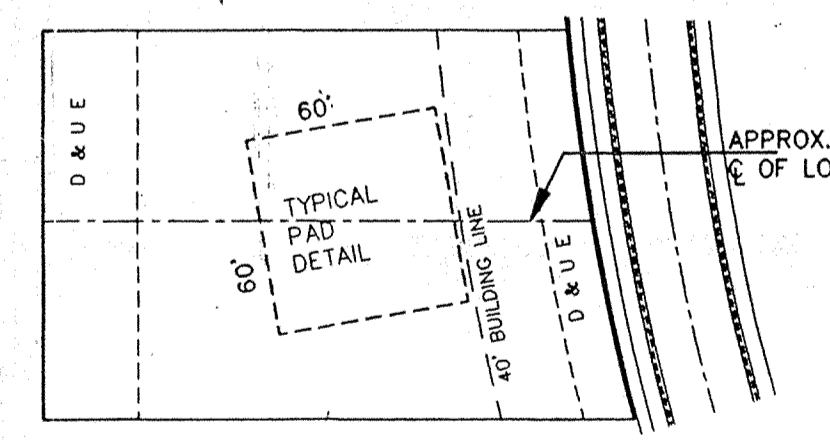 D & U E
60'
APPROX.
℄ OF LO
TYPICAL
PAD
DETAIL
60'
40' BUILDING LINE
D & U E